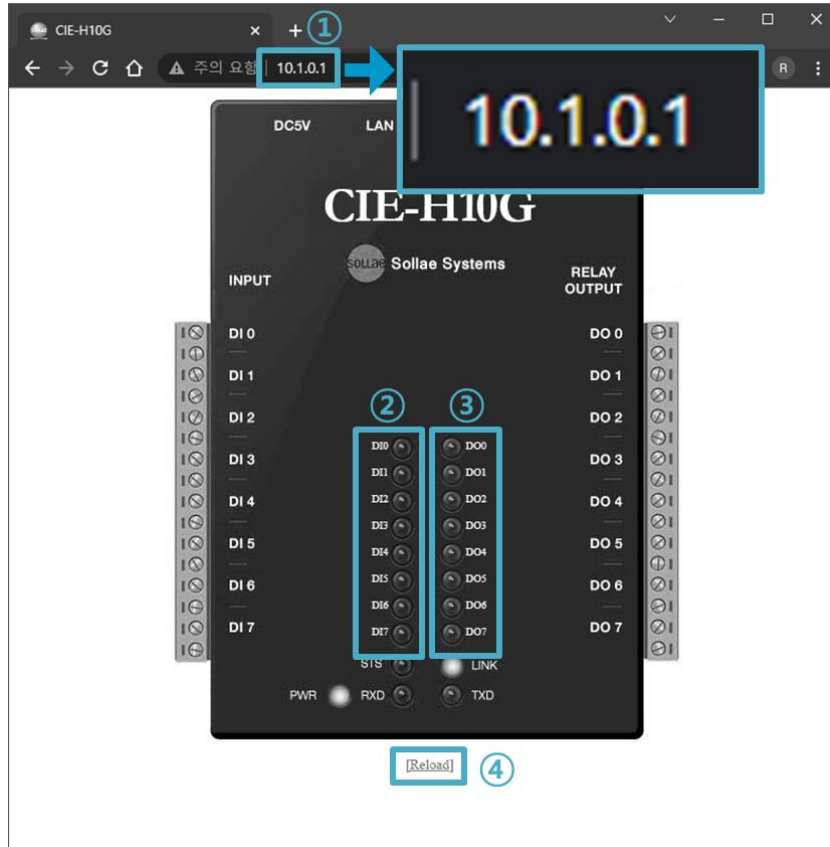 CIE-H10G
①
주의 요함 10.1.0.1
10.1.0.1
R
DC5V LAN
CIE-H10G
SOLLAE Sollae Systems
INPUT
RELAY
OUTPUT
DI 0 DO 0
DI 1 DO 1
DI 2 DO 2
DI 3 DO 3
DI 4 DO 4
DI 5 DO 5
DI 6 DO 6
DI 7 DO 7
② ③
DI0 DO0
DI1 DO1
DI2 DO2
DI3 DO3
DI4 DO4
DI5 DO5
DI6 DO6
DI7 DO7
STS LINK
PWR RXD TXD
[Reload] ④